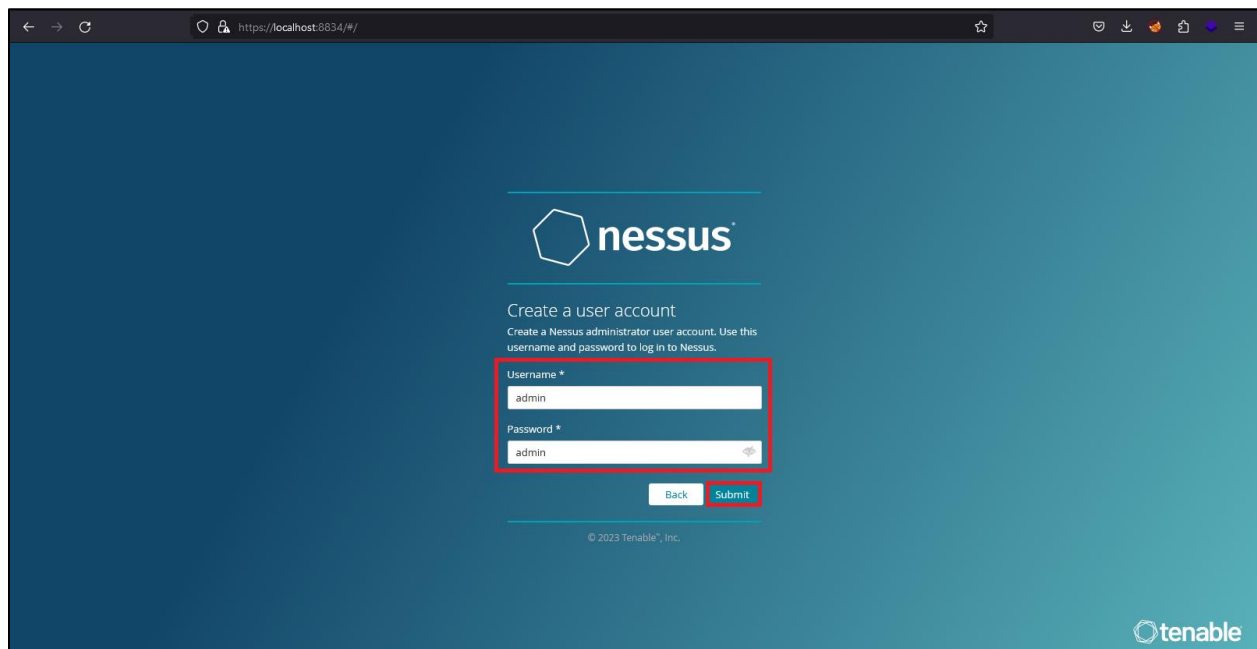 https://localhost:8834/#/
nessus
Create a user account
Create a Nessus administrator user account. Use this
username and password to log in to Nessus.
Username *
admin
Password *
admin
Back Submit
© 2023 Tenable™, Inc.
tenable